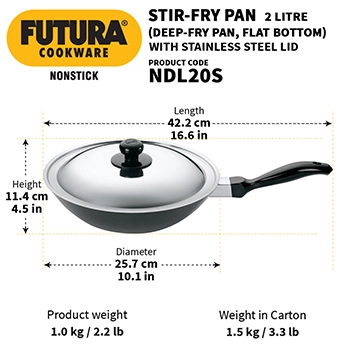 FUTURA
COOKWARE
NONSTICK
STIR-FRY PAN 2 LITRE
(DEEP-FRY PAN, FLAT BOTTOM)
WITH STAINLESS STEEL LID
PRODUCT CODE
NDL20S
Length
42.2 cm
16.6 in
Height
11.4 cm
4.5 in
Diameter
25.7 cm
10.1 in
Product weight
1.0 kg / 2.2 lb
Weight in Carton
1.5 kg / 3.3 lb